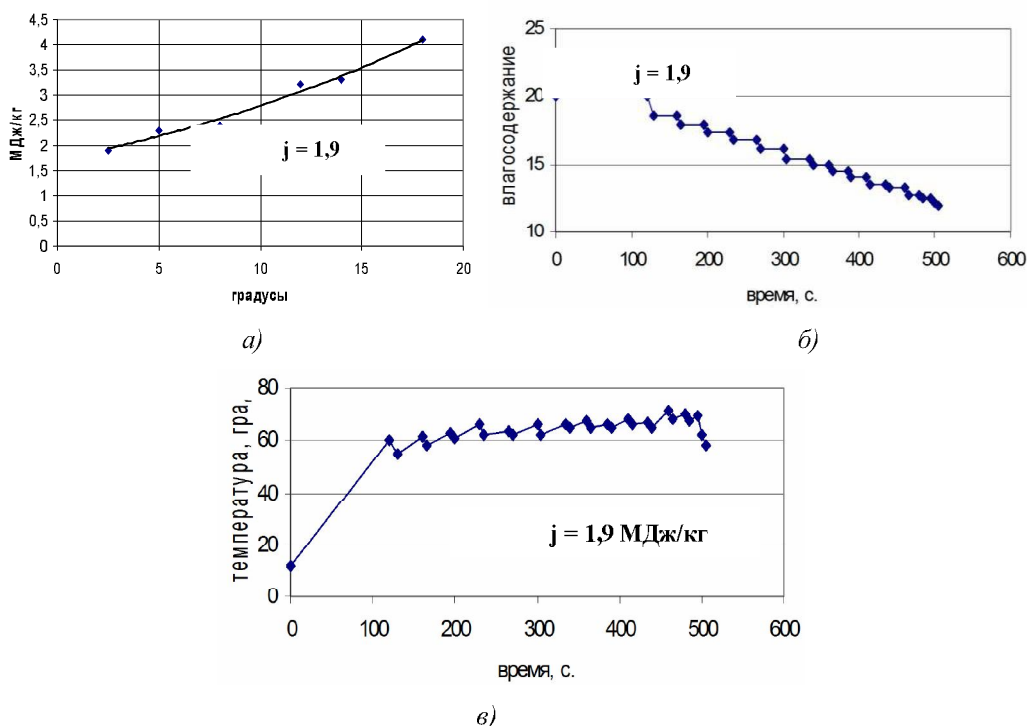 4,5
4
3,5
3
2,5
2
1,5
1
0,5
0
МДж/кг
j = 1,9
0 5 10 15 20
градусы
а)
25
20
15
10
влагосодержание
j = 1,9
0 100 200 300 400 500 600
время, с.
б)
80
60
40
20
0
температура, гра,
j = 1,9 МДж/кг
0 100 200 300 400 500 600
время, с.
в)